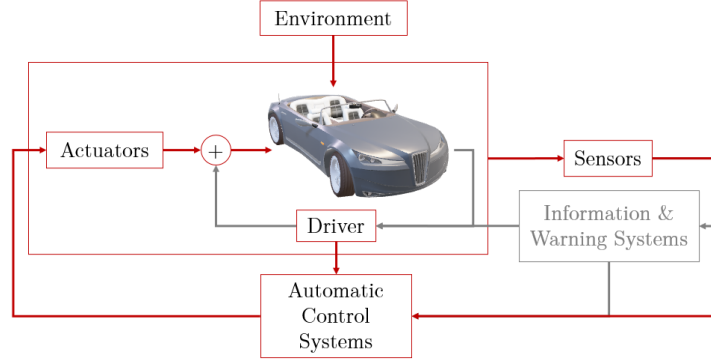 Environment
Actuators
+
Sensors
Driver
Information &
Warning Systems
Automatic
Control
Systems